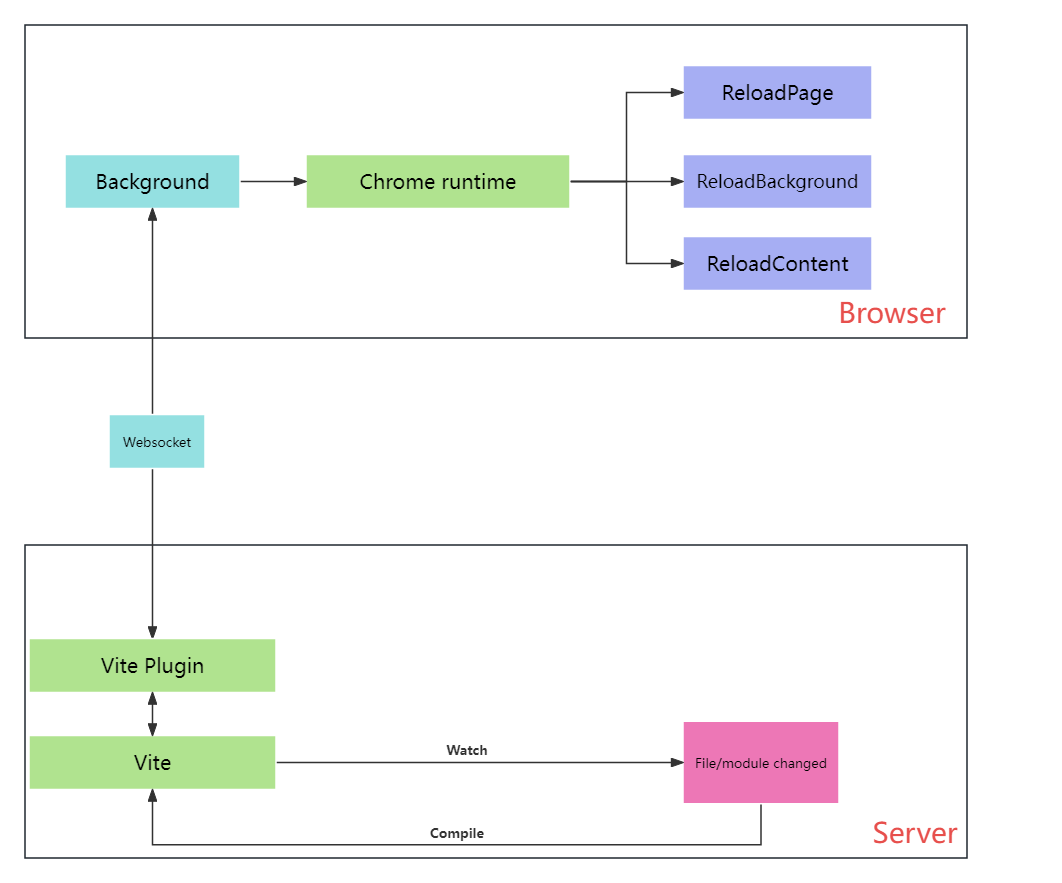 ReloadPage
Background
Chrome runtime
ReloadBackground
ReloadContent
Browser
Websocket
Vite Plugin
Vite
Watch
File/module changed
Compile
Server